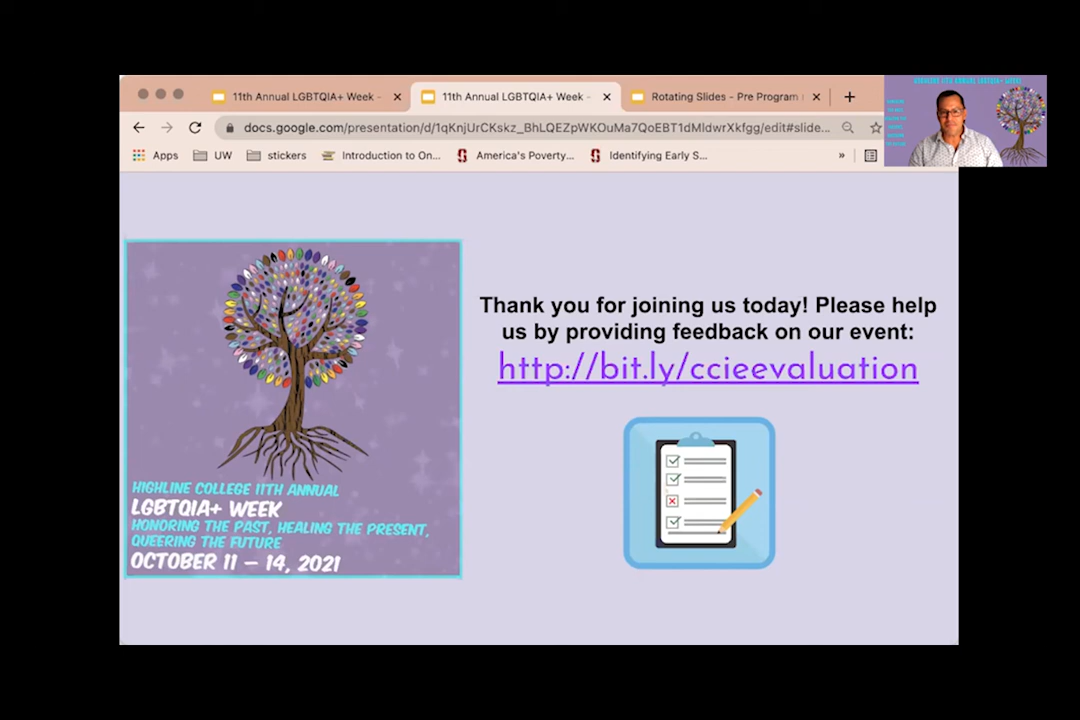 11th Annual LGBTQIA+ Week -
11th Annual LGBTQIA+ Week -
Rotating Slides - Pre Program
docs.google.com/presentation/d/1qKnjUrCKskz_BhLQEZpWKOuMa7QoEBT1dMldwrXkfgg/edit#slide...
Apps
UW
stickers
Introduction to On...
America's Poverty...
Identifying Early S...
»
Thank you for joining us today! Please help
us by providing feedback on our event:
http://bit.ly/ccieevaluation
HIGHLINE COLLEGE 11TH ANNUAL
LGBTQIA+ WEEK
HONORING THE PAST, HEALING THE PRESENT,
QUEERING THE FUTURE
OCTOBER 11 – 14, 2021